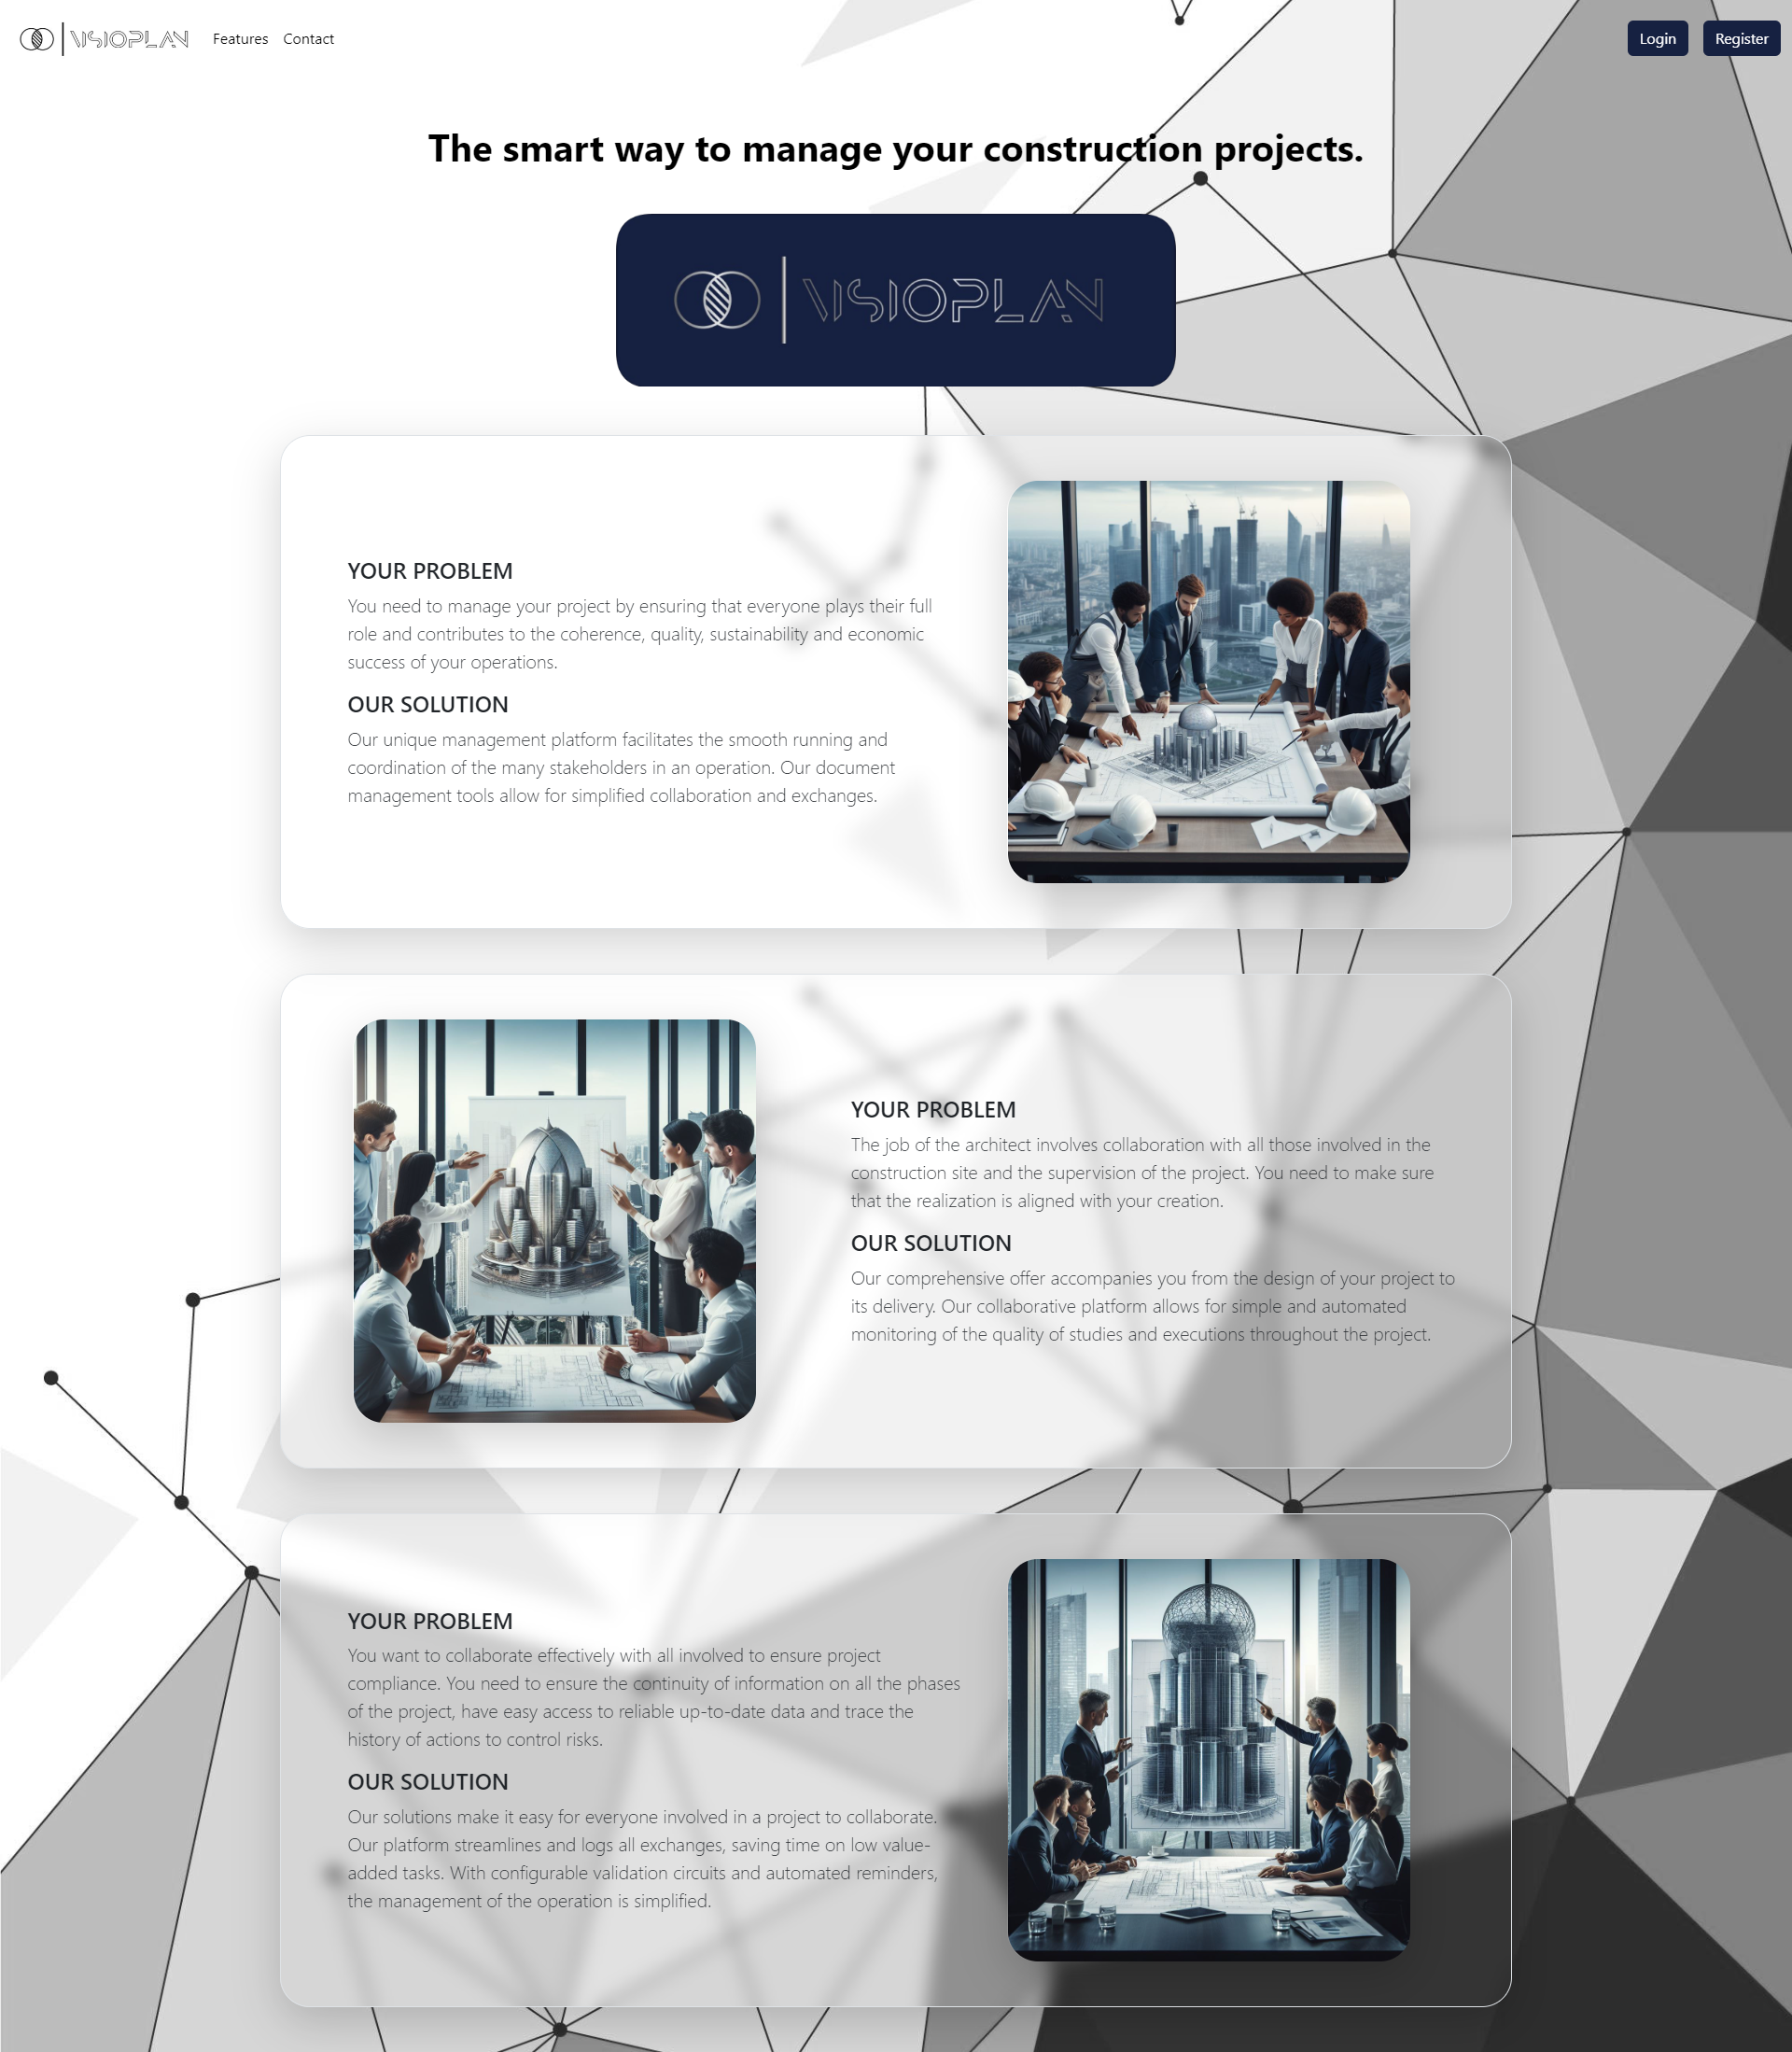 VISIOPLAN Features Contact Login Register
The smart way to manage your construction projects.
VISIOPLAN
YOUR PROBLEM
You need to manage your project by ensuring that everyone plays their full
role and contributes to the coherence, quality, sustainability and economic
success of your operations.
OUR SOLUTION
Our unique management platform facilitates the smooth running and
coordination of the many stakeholders in an operation. Our document
management tools allow for simplified collaboration and exchanges.
YOUR PROBLEM
The job of the architect involves collaboration with all those involved in the
construction site and the supervision of the project. You need to make sure
that the realization is aligned with your creation.
OUR SOLUTION
Our comprehensive offer accompanies you from the design of your project to
its delivery. Our collaborative platform allows for simple and automated
monitoring of the quality of studies and executions throughout the project.
YOUR PROBLEM
You want to collaborate effectively with all involved to ensure project
compliance. You need to ensure the continuity of information on all the phases
of the project, have easy access to reliable up-to-date data and trace the
history of actions to control risks.
OUR SOLUTION
Our solutions make it easy for everyone involved in a project to collaborate.
Our platform streamlines and logs all exchanges, saving time on low value-
added tasks. With configurable validation circuits and automated reminders,
the management of the operation is simplified.